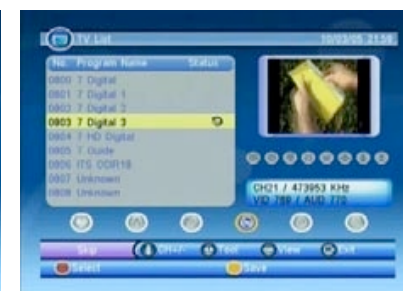 TV List
10/03/05 21:59
No. Program Name Status
0800 7 Digital
0801 7 Digital 1
0802 7 Digital 2
0803 7 Digital 3
0804 7 HD Digital
0805 7 Guide
0806 ITS DDR18
0807 Unknown
0808 Unknown
CH21 / 473953 KHz
VID 769 / AUD 770
Skip CH+/- Tool View Exit
Select Save